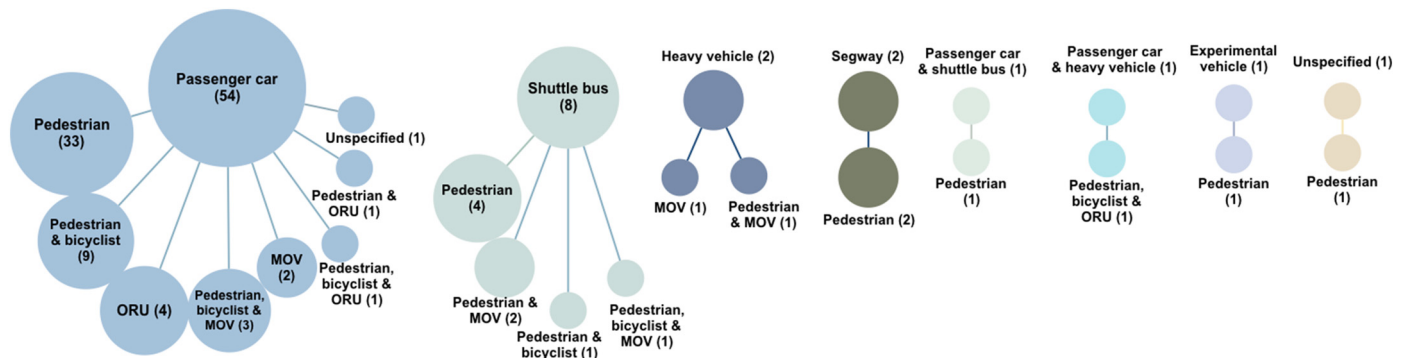 Passenger car
(54)
Pedestrian
(33)
Pedestrian
& bicyclist
(9)
ORU (4)
Pedestrian,
bicyclist &
MOV (3)
MOV
(2)
Pedestrian,
bicyclist &
ORU (1)
Pedestrian &
ORU (1)
Unspecified (1)
Shuttle bus
(8)
Pedestrian
(4)
Pedestrian &
MOV (2)
Pedestrian &
bicyclist (1)
Pedestrian,
bicyclist &
MOV (1)
Heavy vehicle (2)
MOV (1)
Pedestrian
& MOV (1)
Segway (2)
Pedestrian (2)
Passenger car
& shuttle bus (1)
Pedestrian
(1)
Passenger car
& heavy vehicle (1)
Pedestrian,
bicyclist &
ORU (1)
Experimental
vehicle (1)
Pedestrian
(1)
Unspecified (1)
Pedestrian
(1)